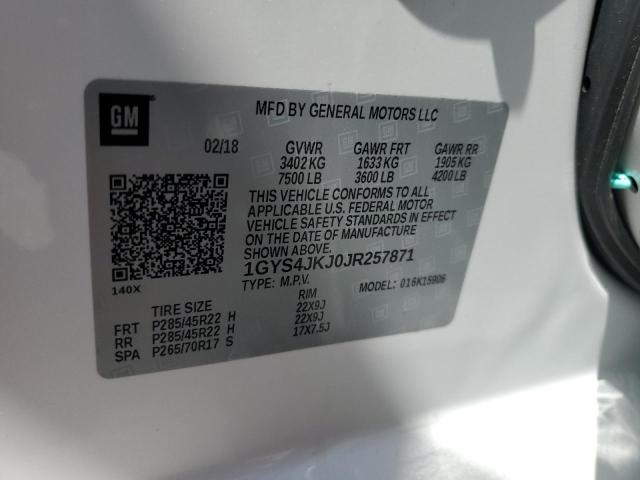 GM
MFD BY GENERAL MOTORS LLC
02/18 GVWR GAWR FRT GAWR RR
3402 KG 1633 KG 1905 KG
7500 LB 3600 LB 4200 LB
THIS VEHICLE CONFORMS TO ALL
APPLICABLE U.S. FEDERAL MOTOR
VEHICLE SAFETY STANDARDS IN EFFECT
ON THE DATE OF MANUFACTURE
SHOWN ABOVE.
1GYS4JKJ0JR257871
TYPE: M.P.V. MODEL: 016K15906
140X
TIRE SIZE RIM
FRT P285/45R22 H 22X9J
RR P285/45R22 H 22X9J
SPA P265/70R17 S 17X7.5J